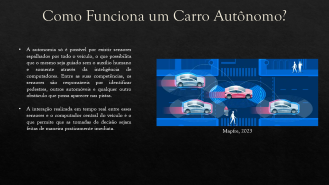 Como Funciona um Carro Autônomo?
• A autonomia só é possível por existir sensores
espalhados por todo o veículo, o que possibilita
que o mesmo seja guiado sem o auxílio humano
e somente através da inteligência de
computadores. Entre as suas competências, os
sensores são responsáveis por identificar
pedestres, outros automóveis e qualquer outro
obstáculo que possa aparecer nas pistas.
• A interação realizada em tempo real entre esses
sensores e o computador central do veículo e o
que permite que as tomadas de decisão sejam
feitas de maneira praticamente imediata.
Mapfre, 2023